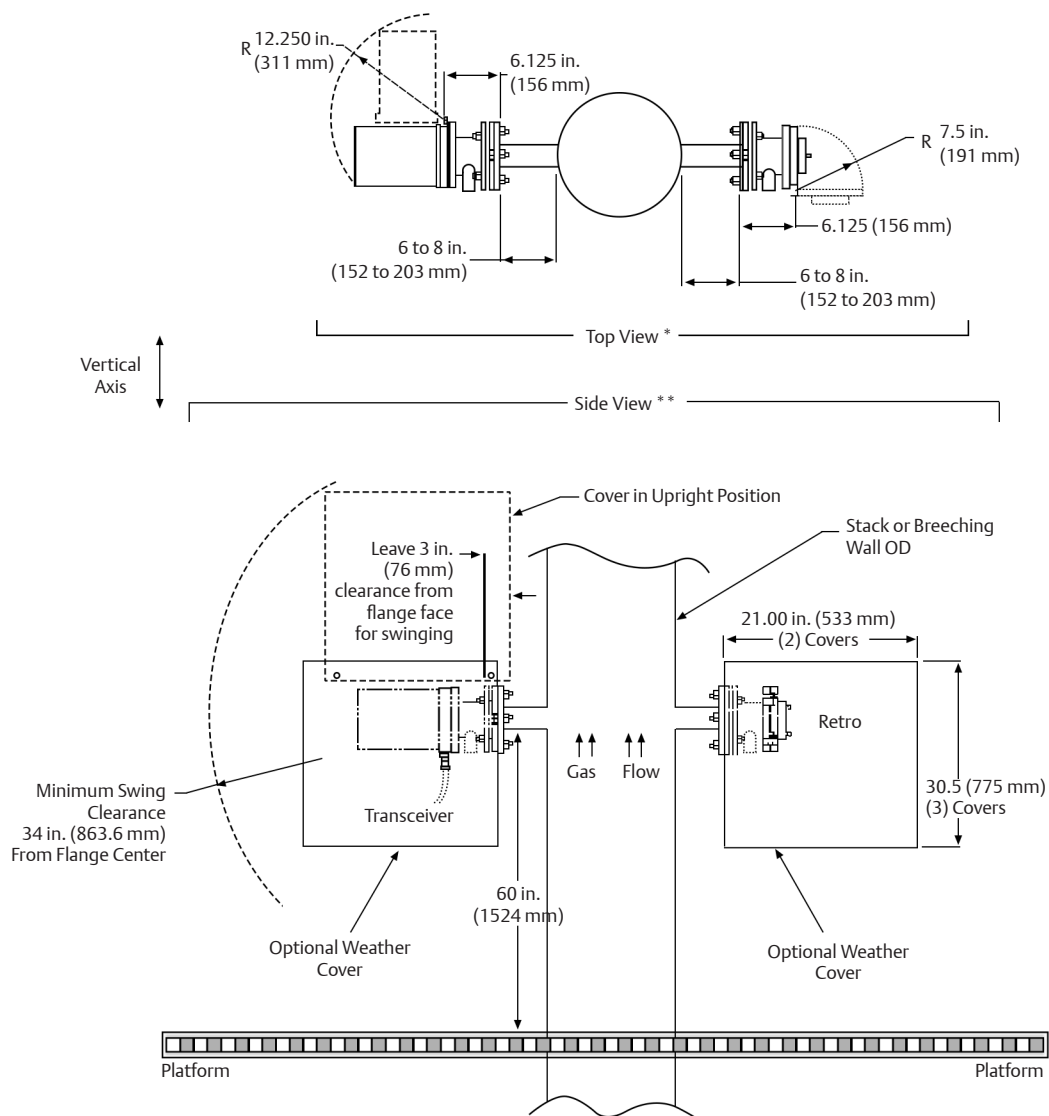 R 12.250 in.
(311 mm)
6.125 in.
(156 mm)
R 7.5 in.
(191 mm)
6.125 (156 mm)
6 to 8 in.
(152 to 203 mm)
6 to 8 in.
(152 to 203 mm)
Top View *
Vertical
Axis
Side View **
Cover in Upright Position
Stack or Breeching
Wall OD
Leave 3 in.
(76 mm)
clearance from
flange face
for swinging
21.00 in. (533 mm)
(2) Covers
Retro
Gas Flow
Minimum Swing
Clearance
34 in. (863.6 mm)
From Flange Center
Transceiver
30.5 (775 mm)
(3) Covers
60 in.
(1524 mm)
Optional Weather
Cover
Optional Weather
Cover
Platform
Platform